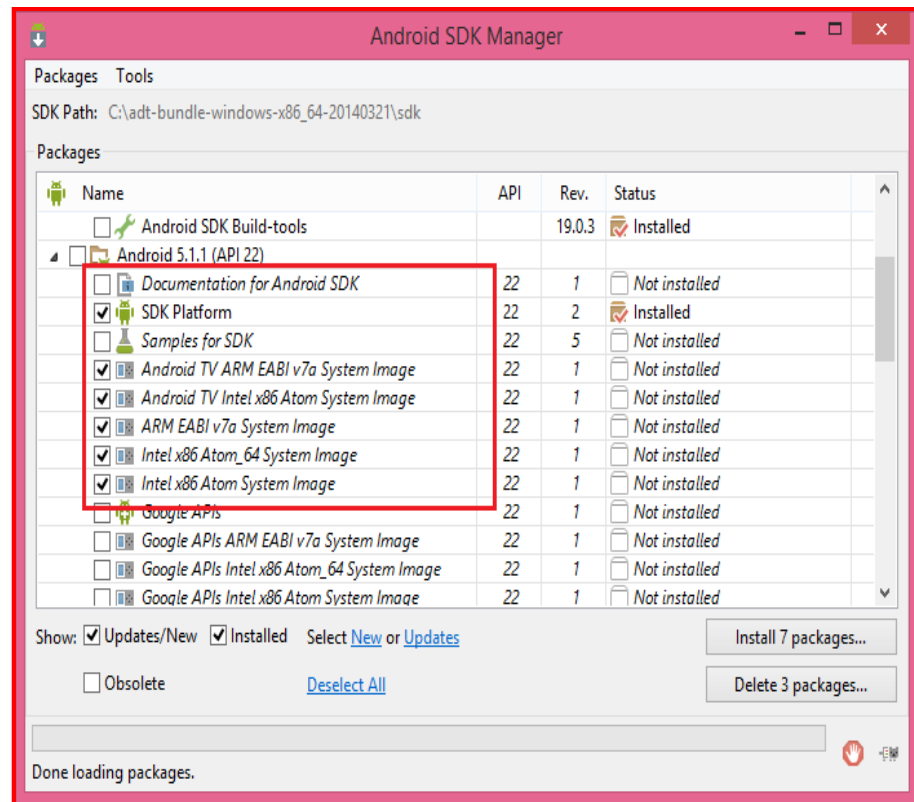 Android SDK Manager
Packages Tools
SDK Path: C:\adt-bundle-windows-x86_64-20140321\sdk
Packages
Name API Rev. Status
Android SDK Build-tools 19.0.3 Installed
Android 5.1.1 (API 22)
Documentation for Android SDK 22 1 Not installed
SDK Platform 22 2 Installed
Samples for SDK 22 5 Not installed
Android TV ARM EABI v7a System Image 22 1 Not installed
Android TV Intel x86 Atom System Image 22 1 Not installed
ARM EABI v7a System Image 22 1 Not installed
Intel x86 Atom_64 System Image 22 1 Not installed
Intel x86 Atom System Image 22 1 Not installed
Google APIs 22 1 Not installed
Google APIs ARM EABI v7a System Image 22 1 Not installed
Google APIs Intel x86 Atom_64 System Image 22 1 Not installed
Google APIs Intel x86 Atom System Image 22 1 Not installed
Show: Updates/New Installed Select New or Updates Install 7 packages...
Obsolete Deselect All Delete 3 packages...
Done loading packages.